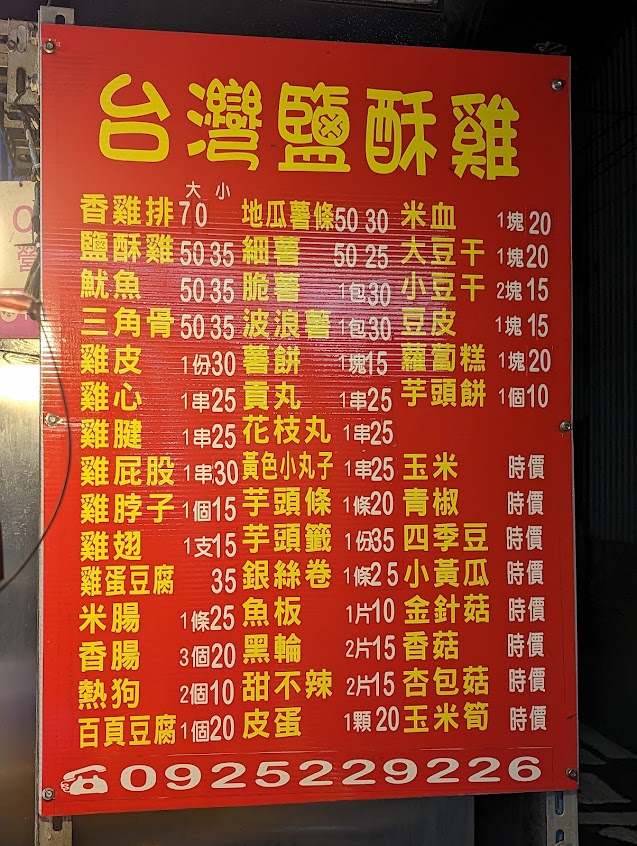 台灣鹽酥雞
大 小
香雞排 70 地瓜薯條 50 30 米血 1塊 20
鹽酥雞 50 35 細薯 50 25 大豆干 1塊 20
魷魚 50 35 脆薯 1包 30 小豆干 2塊 15
三角骨 50 35 波浪薯 1包 30 豆皮 1塊 15
雞皮 1份 30 薯餅 1塊 15 蘿蔔糕 1塊 20
雞心 1串 25 貢丸 1串 25 芋頭餅 1個 10
雞腱 1串 25 花枝丸 1串 25
雞屁股 1串 30 黃色小丸子 1串 25 玉米 時價
雞脖子 1個 15 芋頭條 1條 20 青椒 時價
雞翅 1支 15 芋頭籤 1份 35 四季豆 時價
雞蛋豆腐 35 銀絲卷 1條 25 小黃瓜 時價
米腸 1條 25 魚板 1片 10 金針菇 時價
香腸 3個 20 黑輪 2片 15 香菇 時價
熱狗 2個 10 甜不辣 2片 15 杏包菇 時價
百頁豆腐 1個 20 皮蛋 1顆 20 玉米筍 時價
0925229226